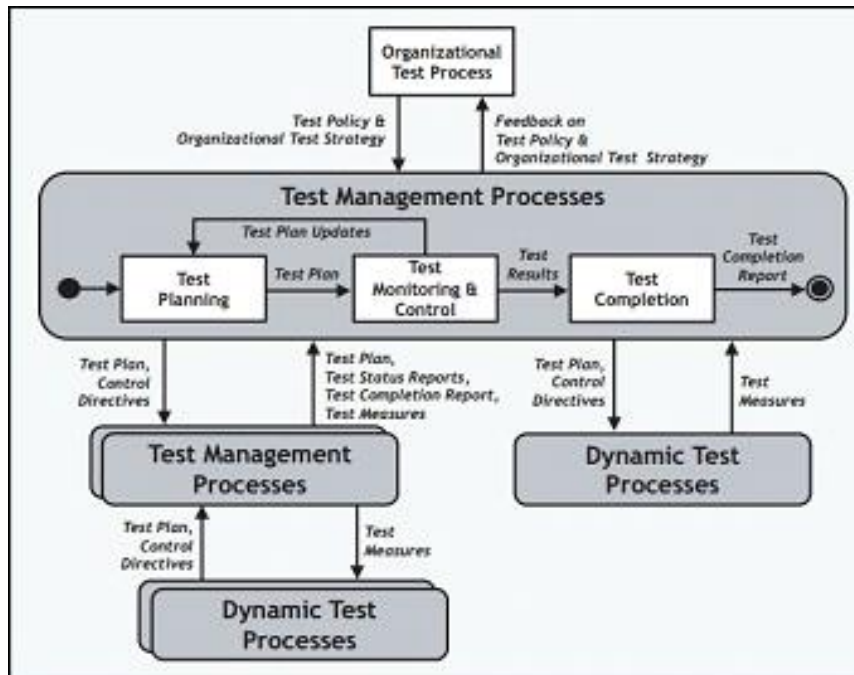 Organizational
Test Process
Test Policy &
Organizational Test Strategy
Feedback on
Test Policy &
Organizational Test Strategy
Test Management Processes
Test Plan Updates
Test
Planning
Test Plan
Test
Monitoring &
Control
Test
Results
Test
Completion
Test
Completion
Report
Test Plan,
Control
Directives
Test Plan,
Test Status Reports,
Test Completion Report,
Test Measures
Test Plan,
Control
Directives
Test
Measures
Test Management
Processes
Dynamic Test
Processes
Test Plan,
Control
Directives
Test
Measures
Dynamic Test
Processes